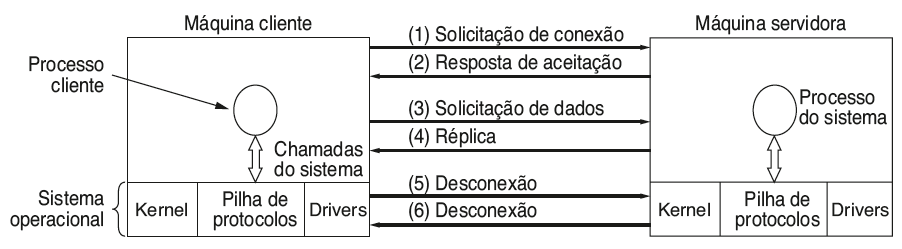 Máquina cliente
Máquina servidora
(1) Solicitação de conexão
(2) Resposta de aceitação
Processo
cliente
(3) Solicitação de dados
Processo
do sistema
(4) Réplica
Chamadas
do sistema
(5) Desconexão
(6) Desconexão
Sistema
operacional
Kernel
Pilha de
protocolos
Drivers
Kernel
Pilha de
protocolos
Drivers